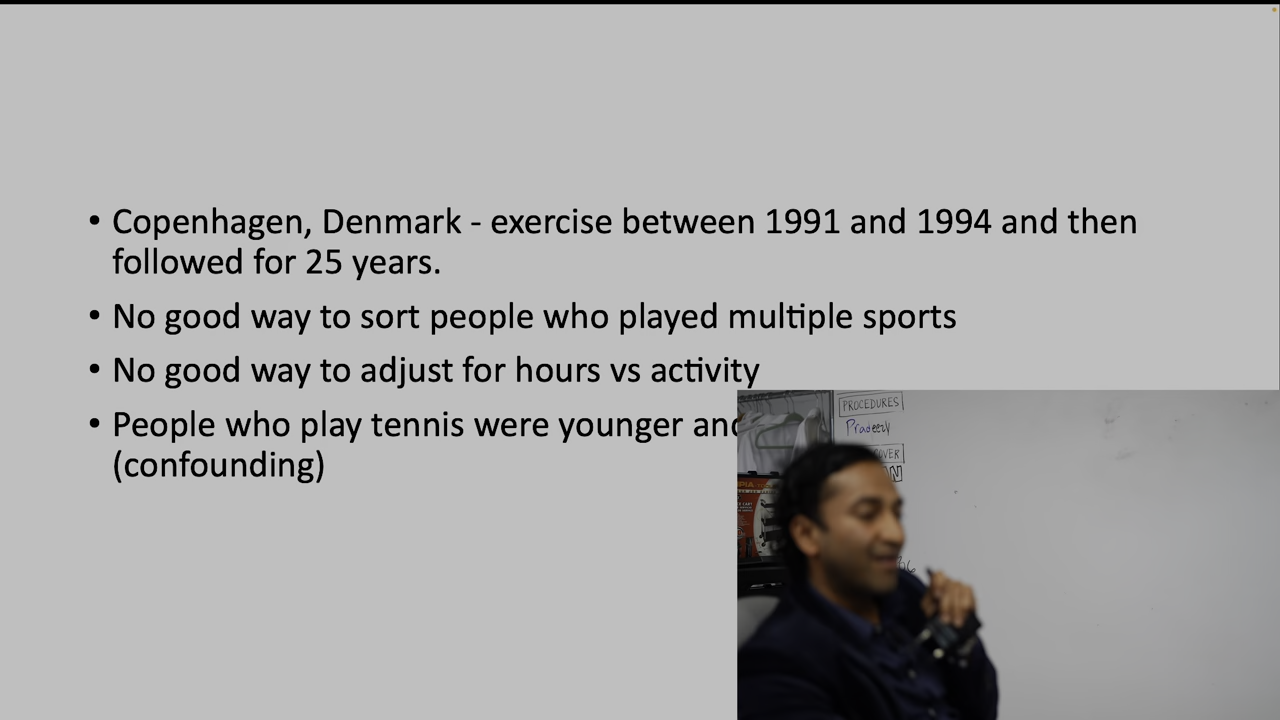 • Copenhagen, Denmark - exercise between 1991 and 1994 and then
followed for 25 years.
• No good way to sort people who played multiple sports
• No good way to adjust for hours vs activity
• People who play tennis were younger and
(confounding)
PROCEDURES